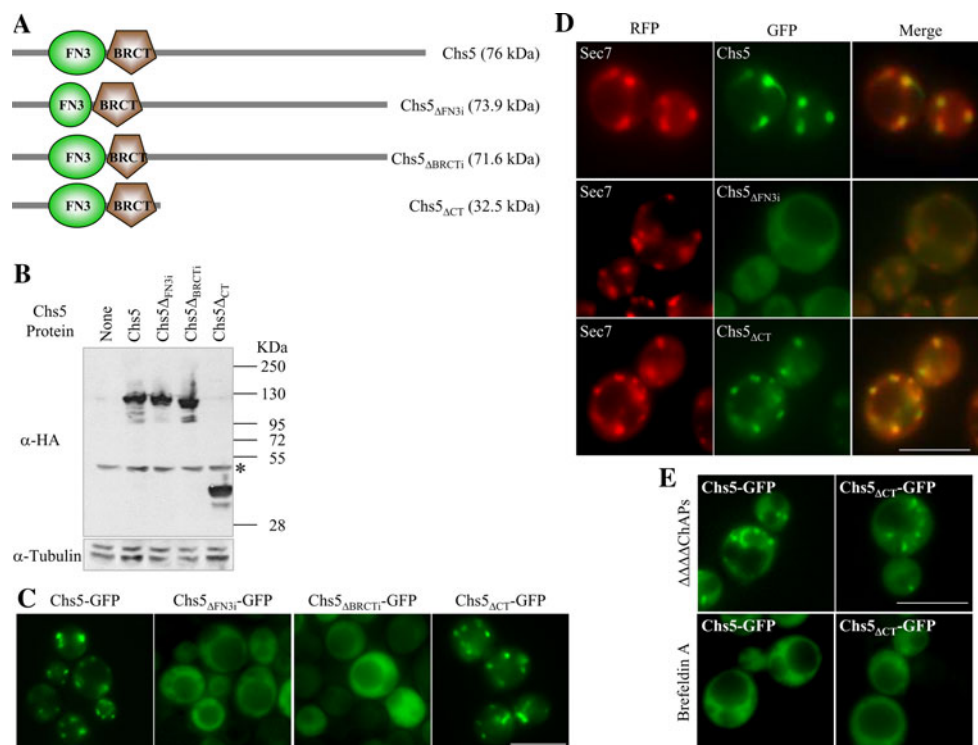 A
FN3 BRCT Chs5 (76 kDa)
FN3 BRCT Chs5ΔFN3i (73.9 kDa)
FN3 BRCT Chs5ΔBRCTi (71.6 kDa)
FN3 BRCT Chs5ΔCT (32.5 kDa)
B
Chs5 Protein
None Chs5 Chs5ΔFN3i Chs5ΔBRCTi Chs5ΔCT
KDa
250
130
95
72
55
*
28
α-HA
α-Tubulin
C
Chs5-GFP Chs5ΔFN3i-GFP Chs5ΔBRCTi-GFP Chs5ΔCT-GFP
D
RFP GFP Merge
Sec7 Chs5
Sec7 Chs5ΔFN3i
Sec7 Chs5ΔCT
E
ΔΔΔΔChAPs
Chs5-GFP Chs5ΔCT-GFP
Brefeldin A
Chs5-GFP Chs5ΔCT-GFP